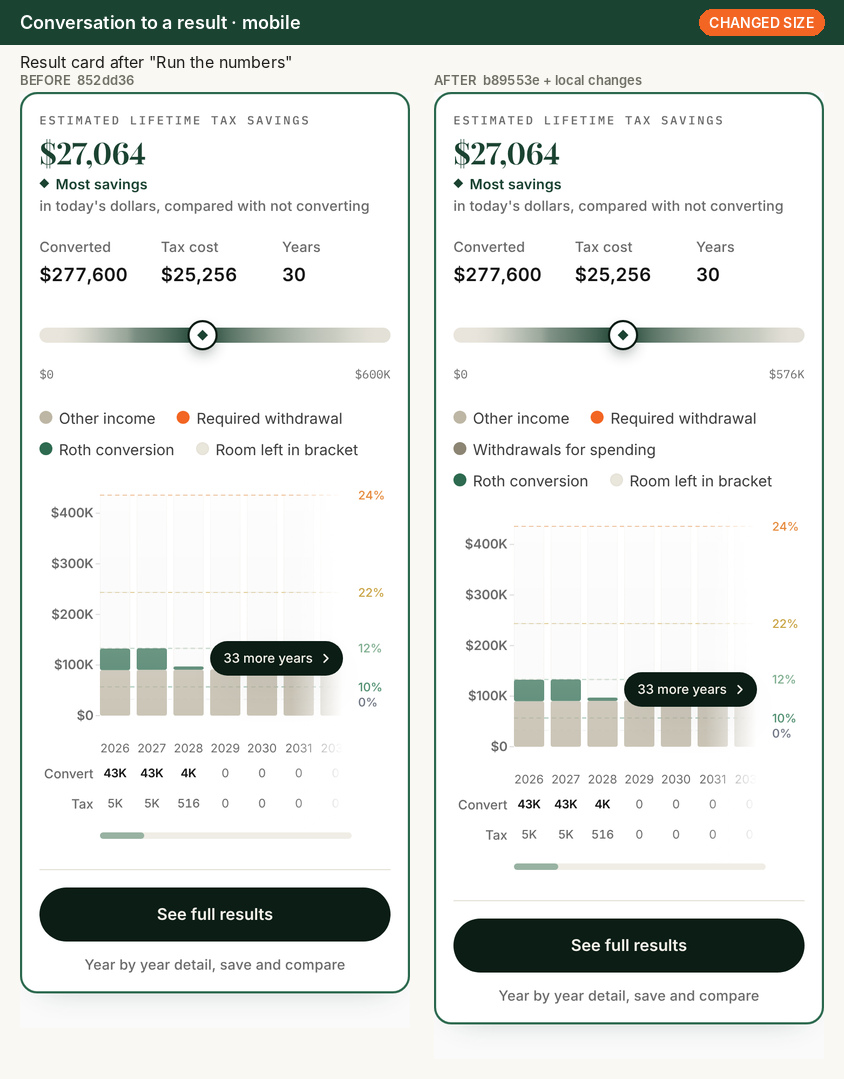 Conversation to a result · mobile
CHANGED SIZE
Result card after "Run the numbers"
BEFORE 852dd36
ESTIMATED LIFETIME TAX SAVINGS
$27,064
Most savings
in today's dollars, compared with not converting
Converted Tax cost Years
$277,600 $25,256 30
$0 $600K
Other income Required withdrawal
Roth conversion Room left in bracket
24%
$400K
$300K
22%
$200K
12%
33 more years
$100K
10%
0%
$0
2026 2027 2028 2029 2030 2031
Convert 43K 43K 4K 0 0 0 0
Tax 5K 5K 516 0 0 0 0
See full results
Year by year detail, save and compare
AFTER b89553e + local changes
ESTIMATED LIFETIME TAX SAVINGS
$27,064
Most savings
in today's dollars, compared with not converting
Converted Tax cost Years
$277,600 $25,256 30
$0 $576K
Other income Required withdrawal
Withdrawals for spending
Roth conversion Room left in bracket
24%
$400K
$300K
22%
$200K
12%
33 more years
$100K
10%
0%
$0
2026 2027 2028 2029 2030 2031
Convert 43K 43K 4K 0 0 0 0
Tax 5K 5K 516 0 0 0 0
See full results
Year by year detail, save and compare